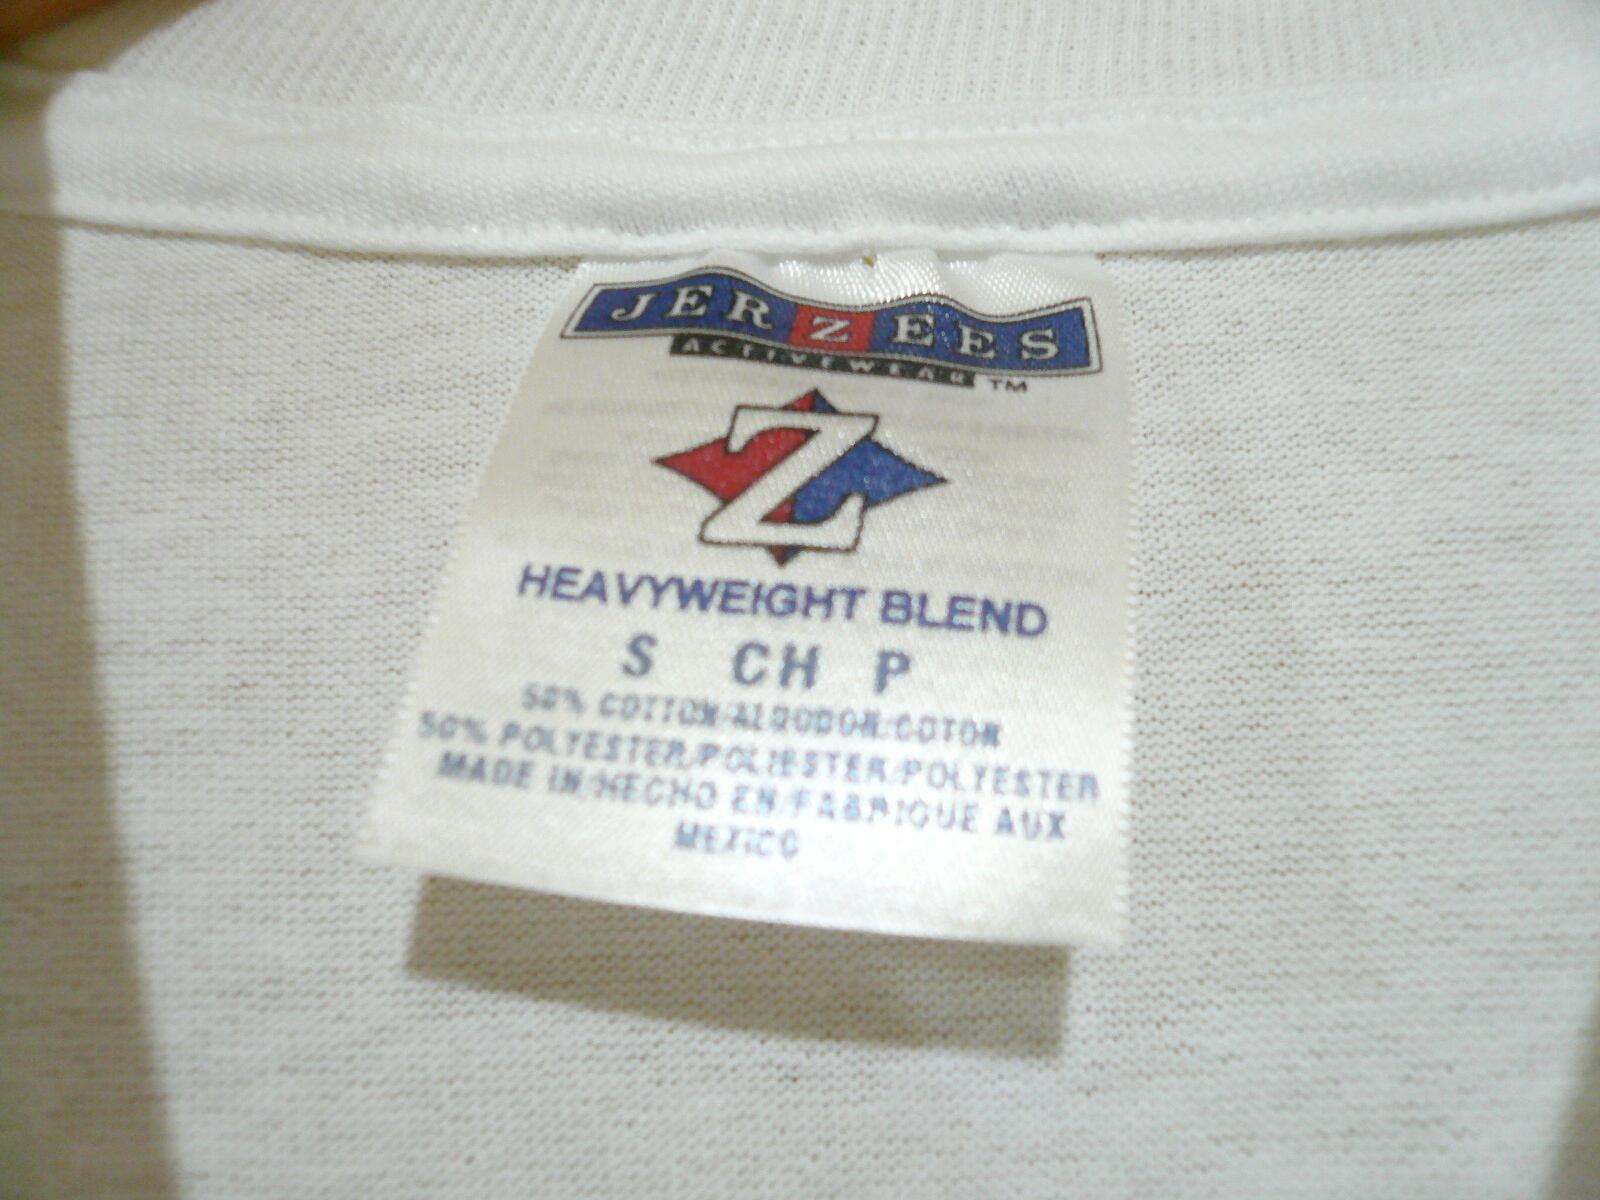 JERZEES
ACTIVEWEAR ™
Z
HEAVYWEIGHT BLEND
S CH P
50% COTTON/ALGODON/COTON
50% POLYESTER/POLIESTER/POLYESTER
MADE IN/HECHO EN/FABRIQUE AUX
MEXICO